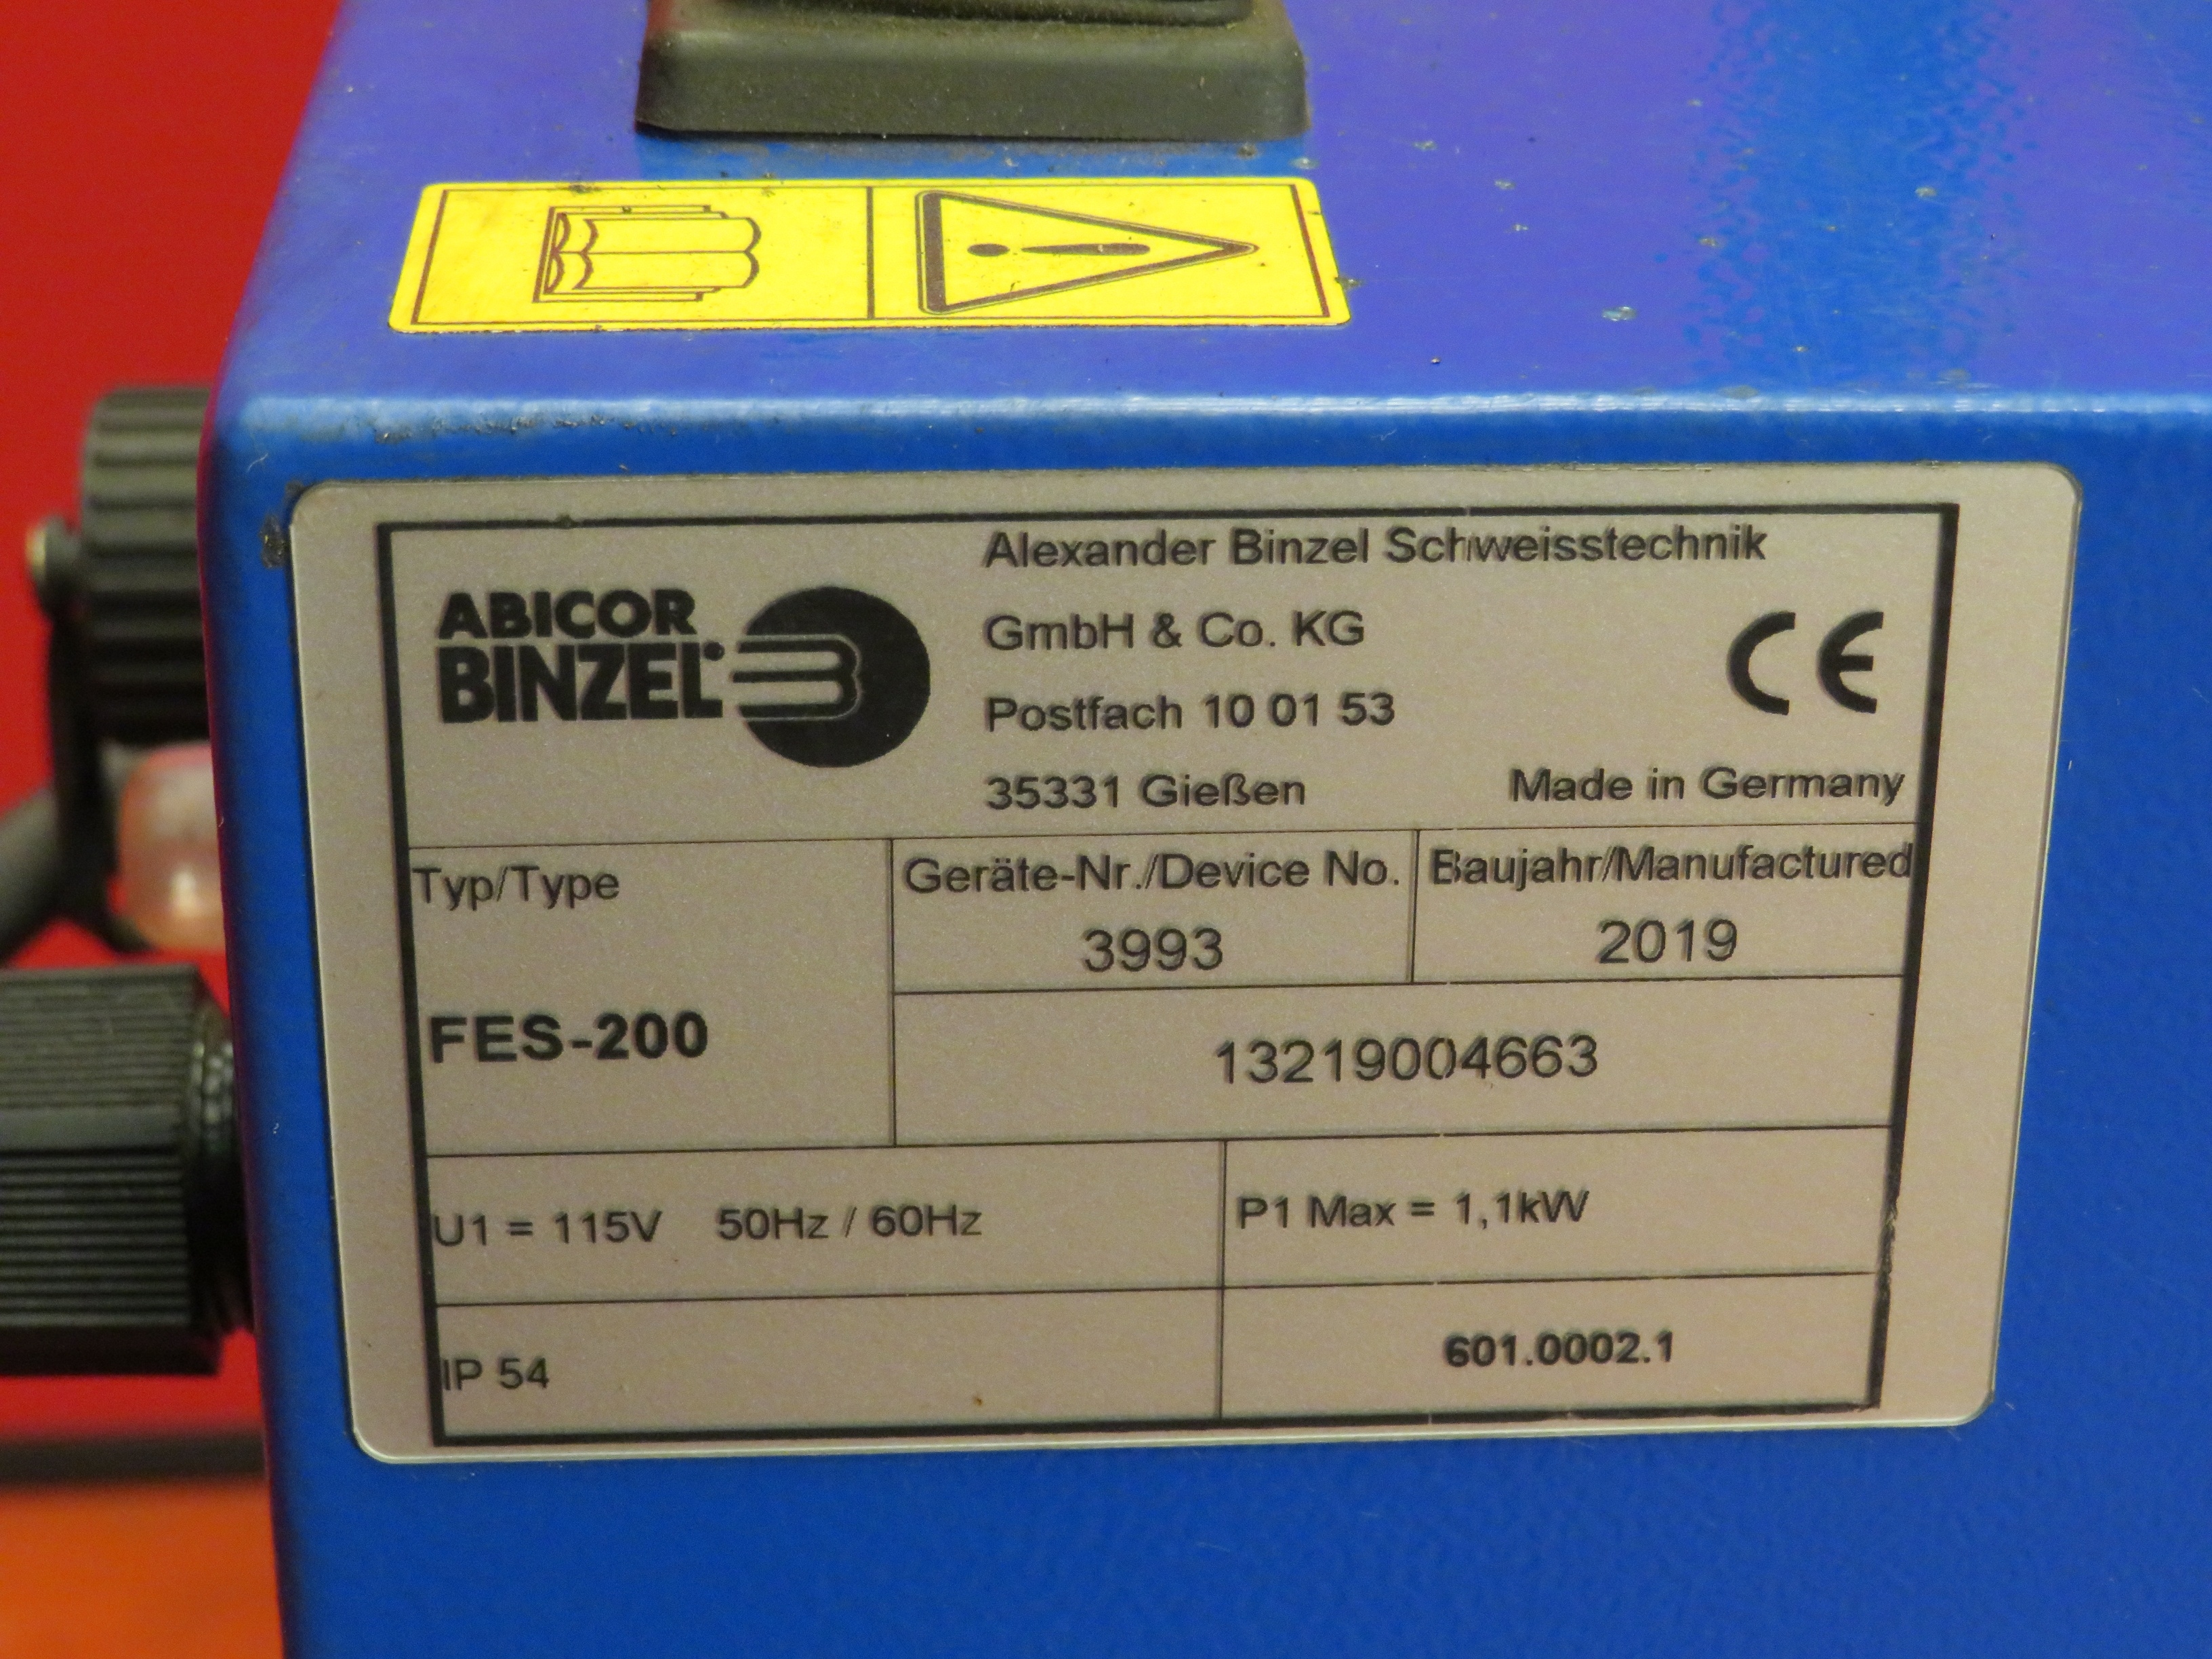 ABICOR
BINZEL
Alexander Binzel Schweisstechnik
GmbH & Co. KG
Postfach 10 01 53
35331 Gießen
CE
Made in Germany
Typ/Type
FES-200
Geräte-Nr./Device No.
3993
Baujahr/Manufactured
2019
13219004663
U1 = 115V 50Hz / 60Hz
P1 Max = 1,1kW
IP 54
601.0002.1